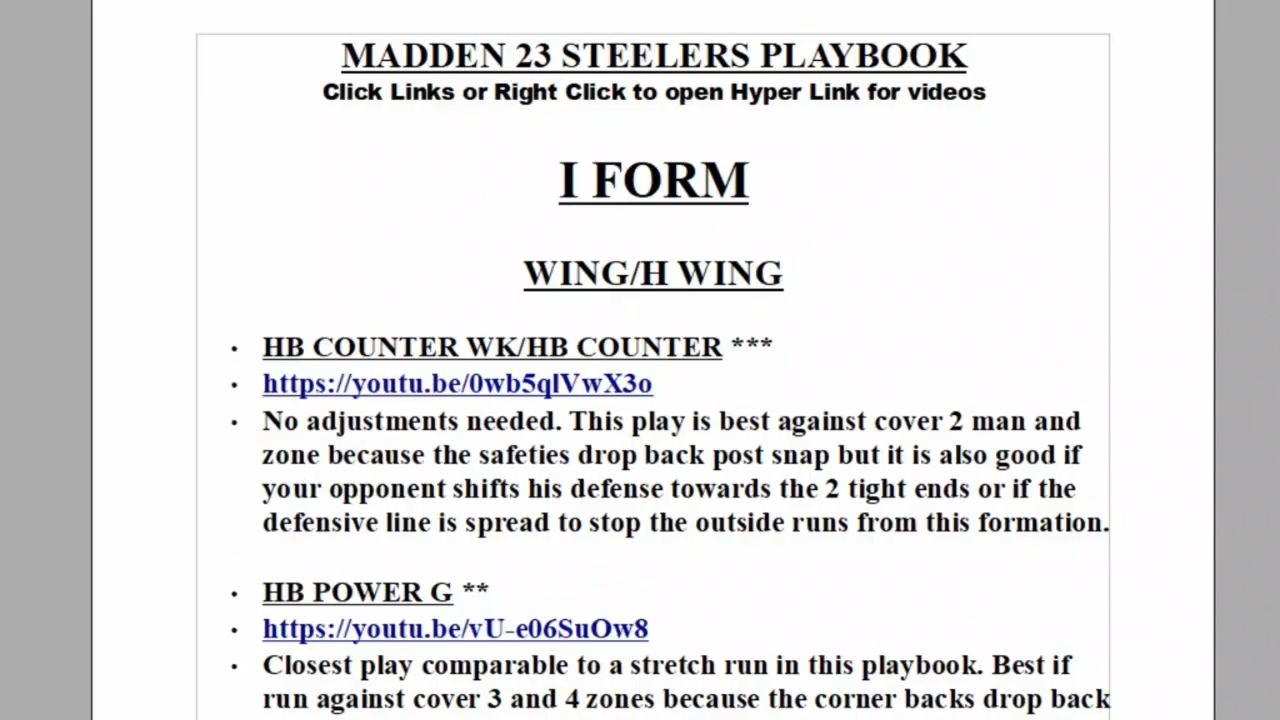 MADDEN 23 STEELERS PLAYBOOK
Click Links or Right Click to open Hyper Link for videos
I FORM
WING/H WING
• HB COUNTER WK/HB COUNTER ***
• https://youtu.be/0wb5qlVwX3o
• No adjustments needed. This play is best against cover 2 man and
zone because the safeties drop back post snap but it is also good if
your opponent shifts his defense towards the 2 tight ends or if the
defensive line is spread to stop the outside runs from this formation.
• HB POWER G **
• https://youtu.be/vU-e06SuOw8
• Closest play comparable to a stretch run in this playbook. Best if
run against cover 3 and 4 zones because the corner backs drop back